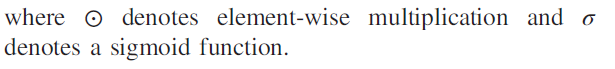 where ⊙ denotes element-wise multiplication and σ
denotes a sigmoid function.